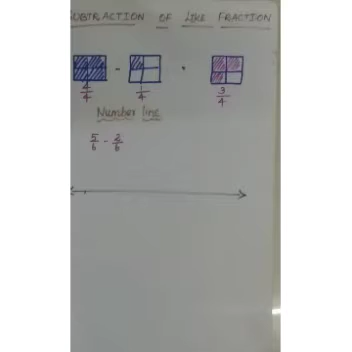 SUBTRACTION OF LIKE FRACTION
4/4 - 1/4 · 3/4
Number line
5/6 - 2/6